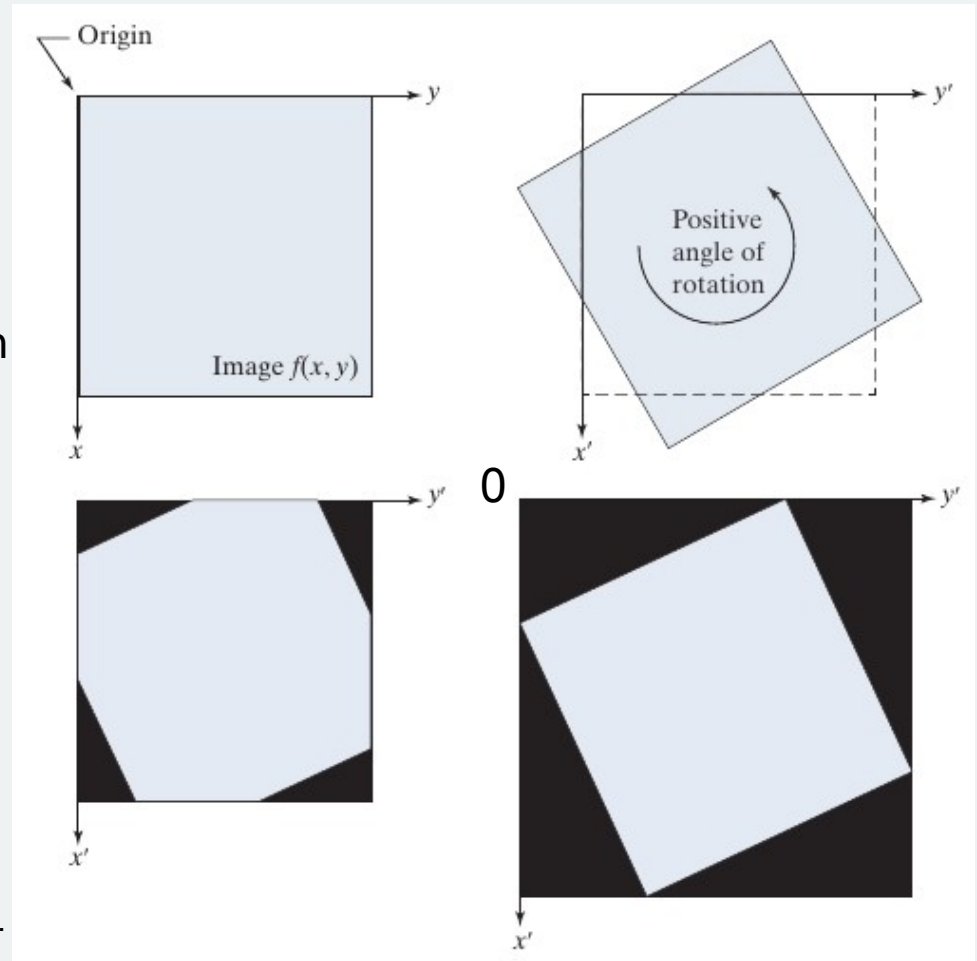 Origin
y
Image f(x, y)
x
y′
Positive
angle of
rotation
x′
n
y′
x′
0
y′
x′